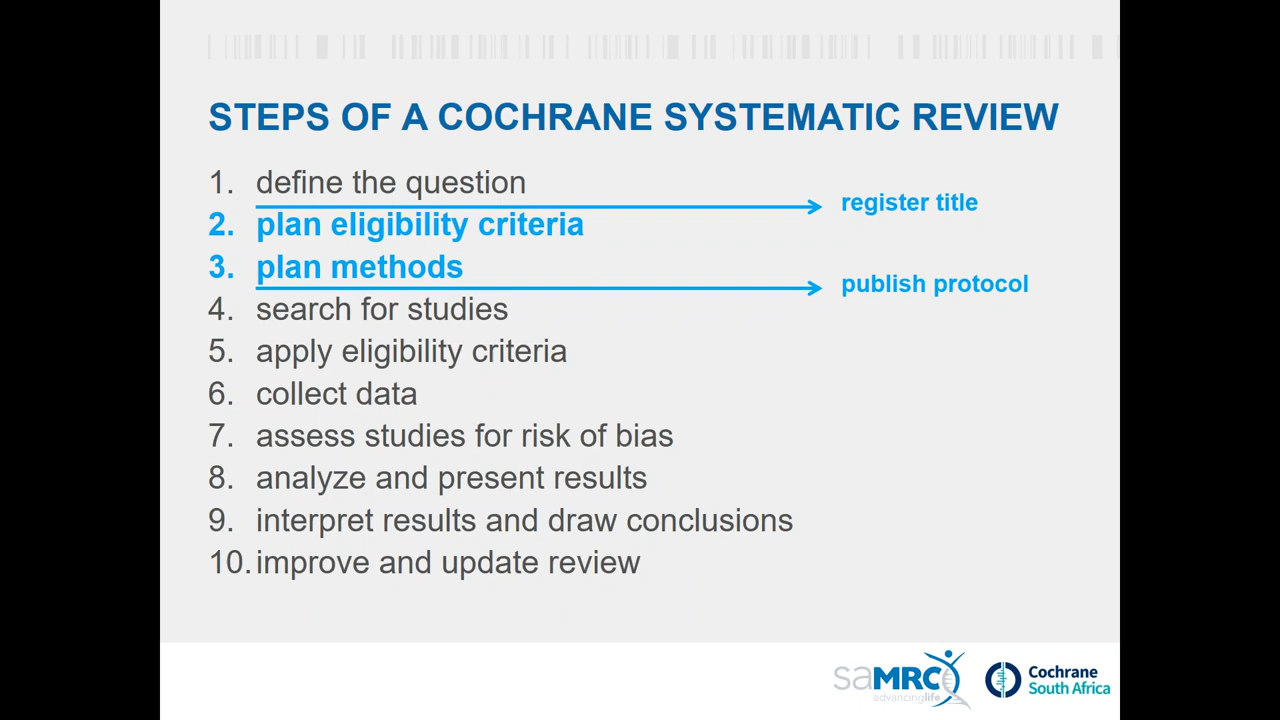 STEPS OF A COCHRANE SYSTEMATIC REVIEW
1. define the question
register title
2. plan eligibility criteria
3. plan methods
publish protocol
4. search for studies
5. apply eligibility criteria
6. collect data
7. assess studies for risk of bias
8. analyze and present results
9. interpret results and draw conclusions
10. improve and update review
saMRC
advancinglife
Cochrane
South Africa